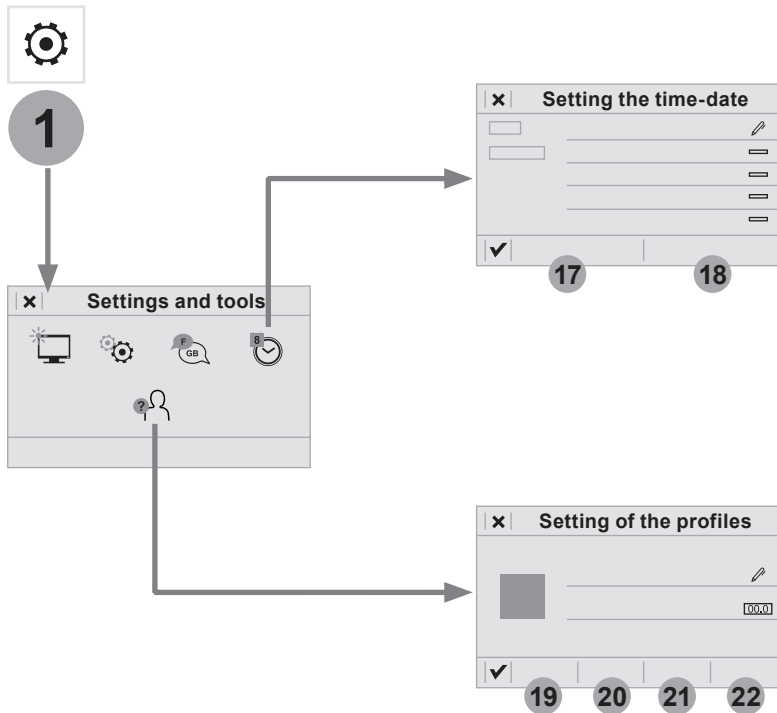 1
Setting the time-date
17 18
Settings and tools
8
F
GB
?
Setting of the profiles
00.0
19 20 21 22